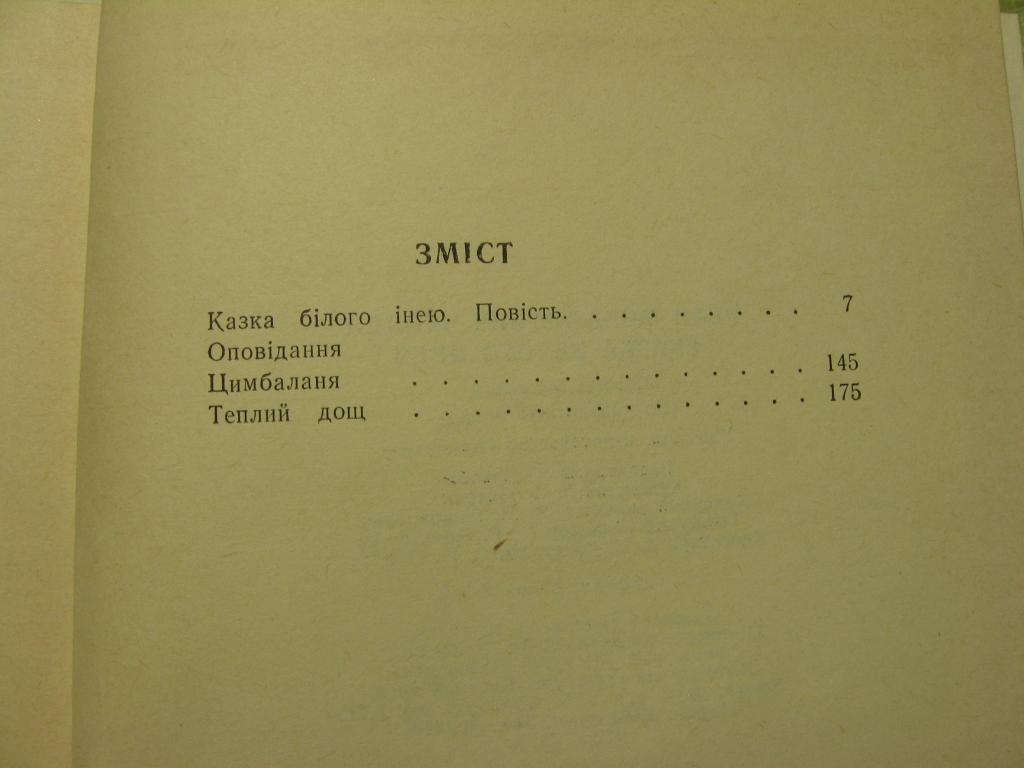 ЗМІСТ
Казка білого інею. Повість. . . . . . . . . 7
Оповідання
Цимбаланя . . . . . . . . . . . . . . 145
Теплий дощ . . . . . . . . . . . . . . 175